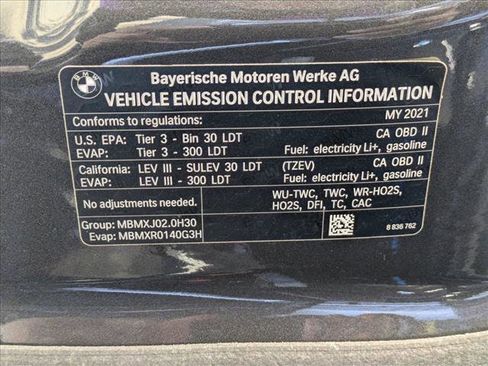 BMW
Bayerische Motoren Werke AG
VEHICLE EMISSION CONTROL INFORMATION
Conforms to regulations: MY 2021
U.S. EPA: Tier 3 - Bin 30 LDT CA OBD II
EVAP: Tier 3 - 300 LDT Fuel: electricity Li+, gasoline
California: LEV III - SULEV 30 LDT (TZEV) CA OBD II
EVAP: LEV III - 300 LDT Fuel: electricity Li+, gasoline
No adjustments needed. WU-TWC, TWC, WR-HO2S,
HO2S, DFI, TC, CAC
Group: MBMXJ02.0H30
Evap: MBMXR0140G3H 8 836 762